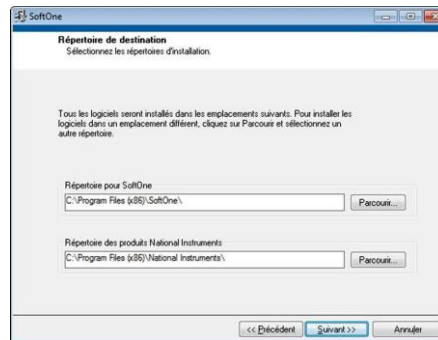 SoftOne
Répertoire de destination
Sélectionnez les répertoires d'installation.
Tous les logiciels seront installés dans les emplacements suivants. Pour installer les
logiciels dans un emplacement différent, cliquez sur Parcourir et sélectionnez un
autre répertoire.
Répertoire pour SoftOne
C:\Program Files (x86)\SoftOne\
Parcourir...
Répertoire des produits National Instruments
C:\Program Files (x86)\National Instruments\
Parcourir...
<< Précédent
Suivant >>
Annuler